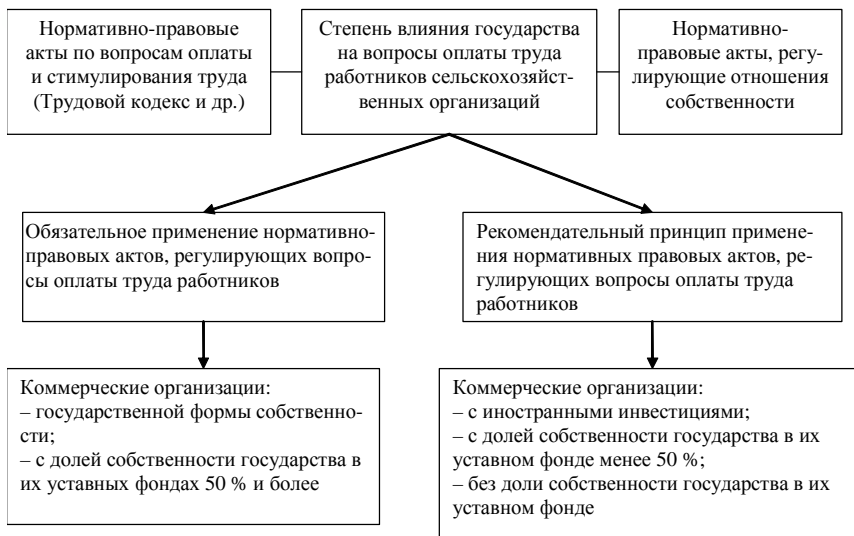 Нормативно-правовые
акты по вопросам оплаты
и стимулирования труда
(Трудовой кодекс и др.)
Степень влияния государства
на вопросы оплаты труда
работников сельскохозяйст-
венных организаций
Нормативно-
правовые акты, регу-
лирующие отношения
собственности
Обязательное применение нормативно-
правовых актов, регулирующих вопро-
сы оплаты труда работников
Рекомендательный принцип примене-
ния нормативных правовых актов, ре-
гулирующих вопросы оплаты труда
работников
Коммерческие организации:
– государственной формы собственно-
сти;
– с долей собственности государства в
их уставных фондах 50 % и более
Коммерческие организации:
– с иностранными инвестициями;
– с долей собственности государства в их
уставном фонде менее 50 %;
– без доли собственности государства в их
уставном фонде